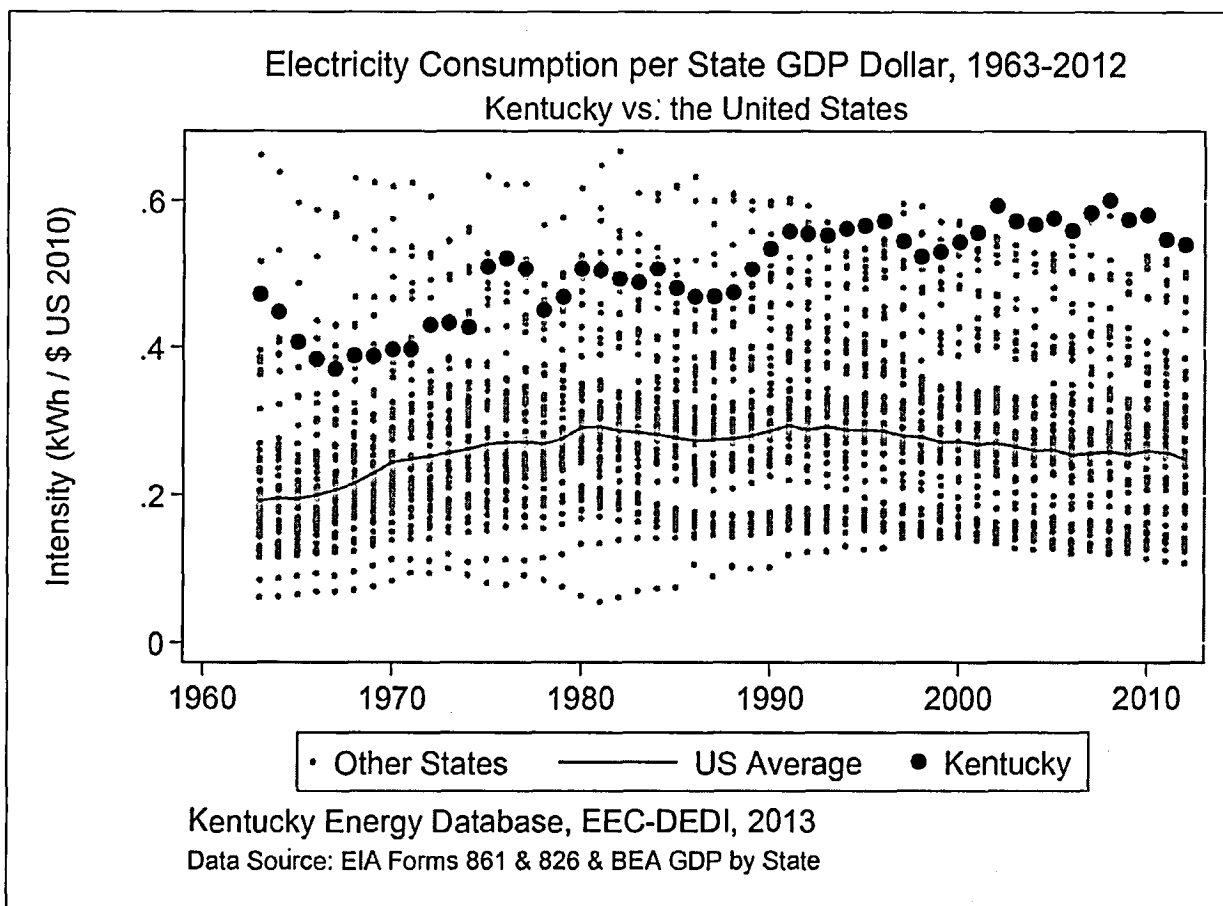 Electricity Consumption per State GDP Dollar, 1963-2012
Kentucky vs. the United States
Intensity (kWh / $ US 2010)
.6
.4
.2
0
1960 1970 1980 1990 2000 2010
Other States US Average Kentucky
Kentucky Energy Database, EEC-DEDI, 2013
Data Source: EIA Forms 861 & 826 & BEA GDP by State